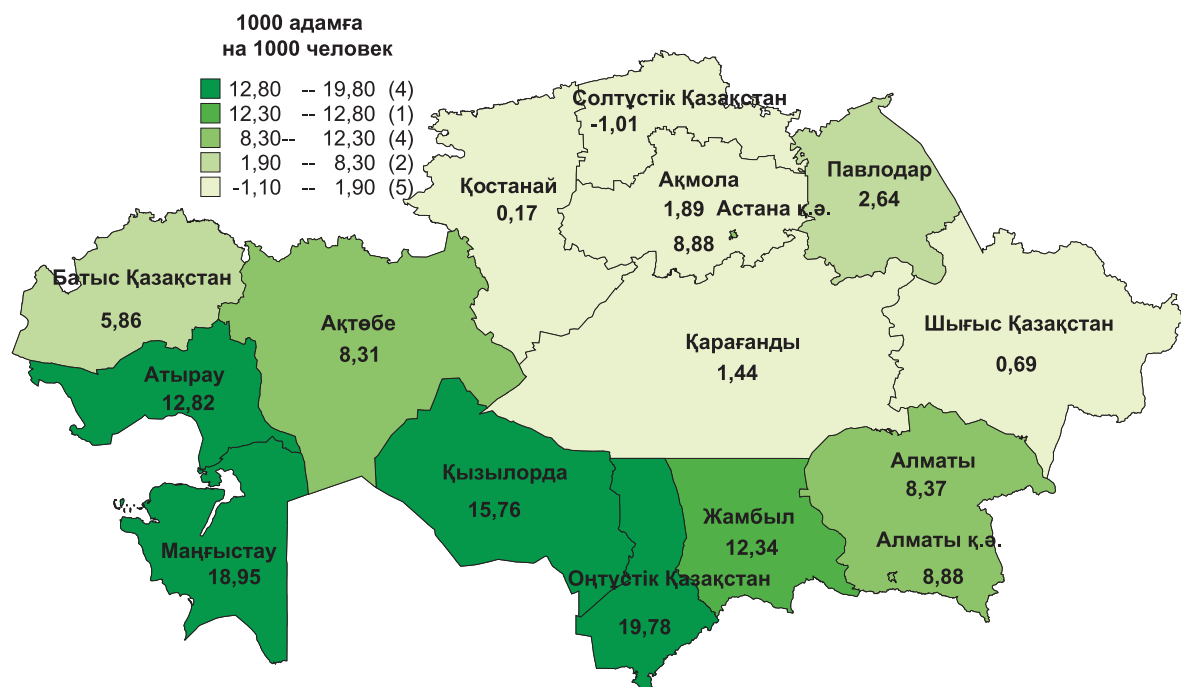 1000 адамға
на 1000 человек
12,80 -- 19,80 (4)
12,30 -- 12,80 (1)
8,30-- 12,30 (4)
1,90 -- 8,30 (2)
-1,10 -- 1,90 (5)
Солтүстік Қазақстан
-1,01
Қостанай
0,17
Ақмола
1,89
Астана қ.ә.
8,88
Павлодар
2,64
Батыс Қазақстан
5,86
Ақтөбе
8,31
Қарағанды
1,44
Шығыс Қазақстан
0,69
Атырау
12,82
Қызылорда
15,76
Алматы
8,37
Жамбыл
12,34
Алматы қ.ә.
8,88
Маңғыстау
18,95
Оңтүстік Қазақстан
19,78